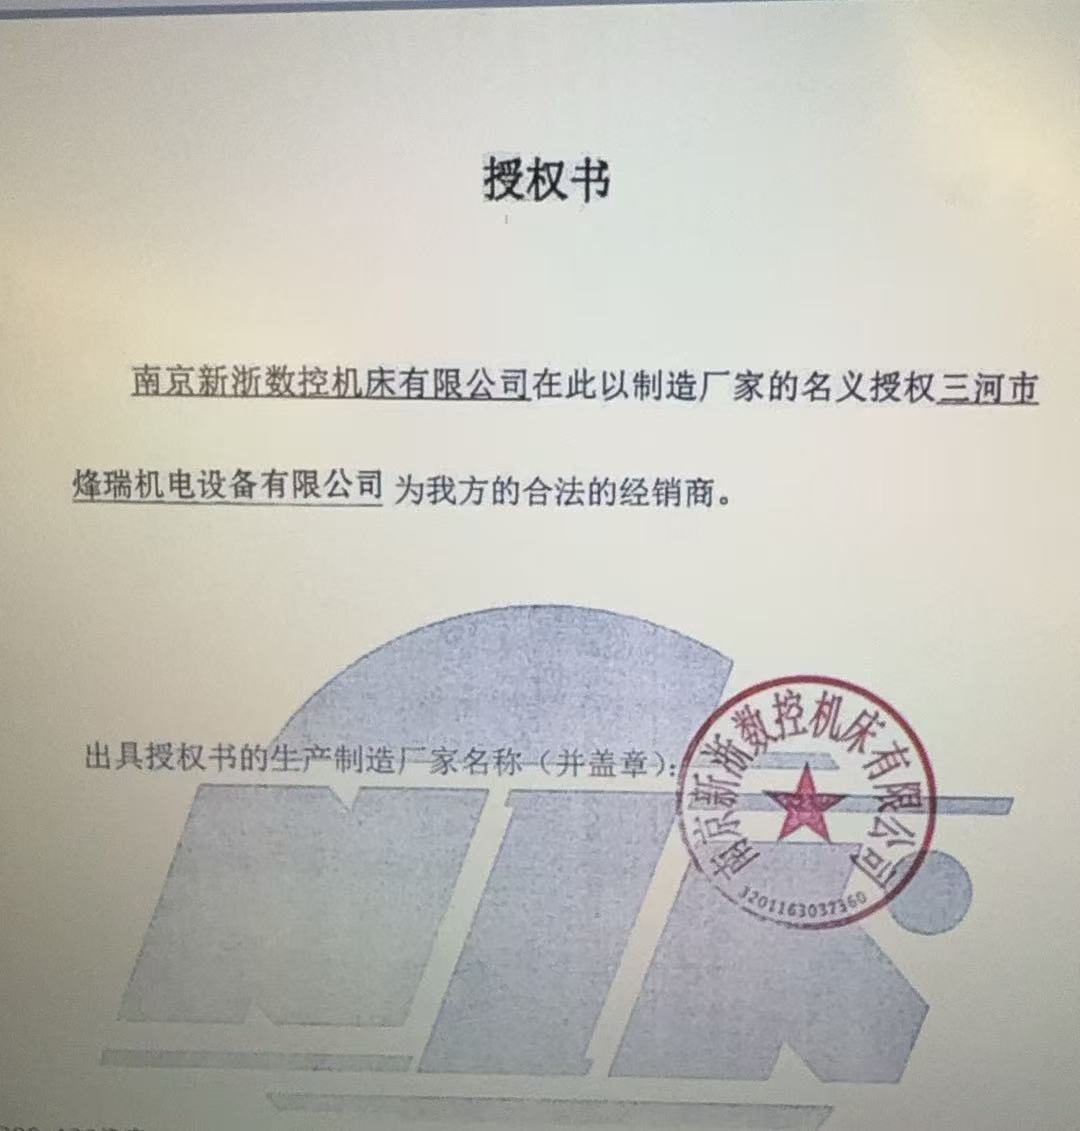 授权书
南京新浙数控机床有限公司在此以制造厂家的名义授权三河市
烽瑞机电设备有限公司 为我方的合法的经销商。
出具授权书的生产制造厂家名称（并盖章）：
南京新浙数控机床有限公司
3201163037360